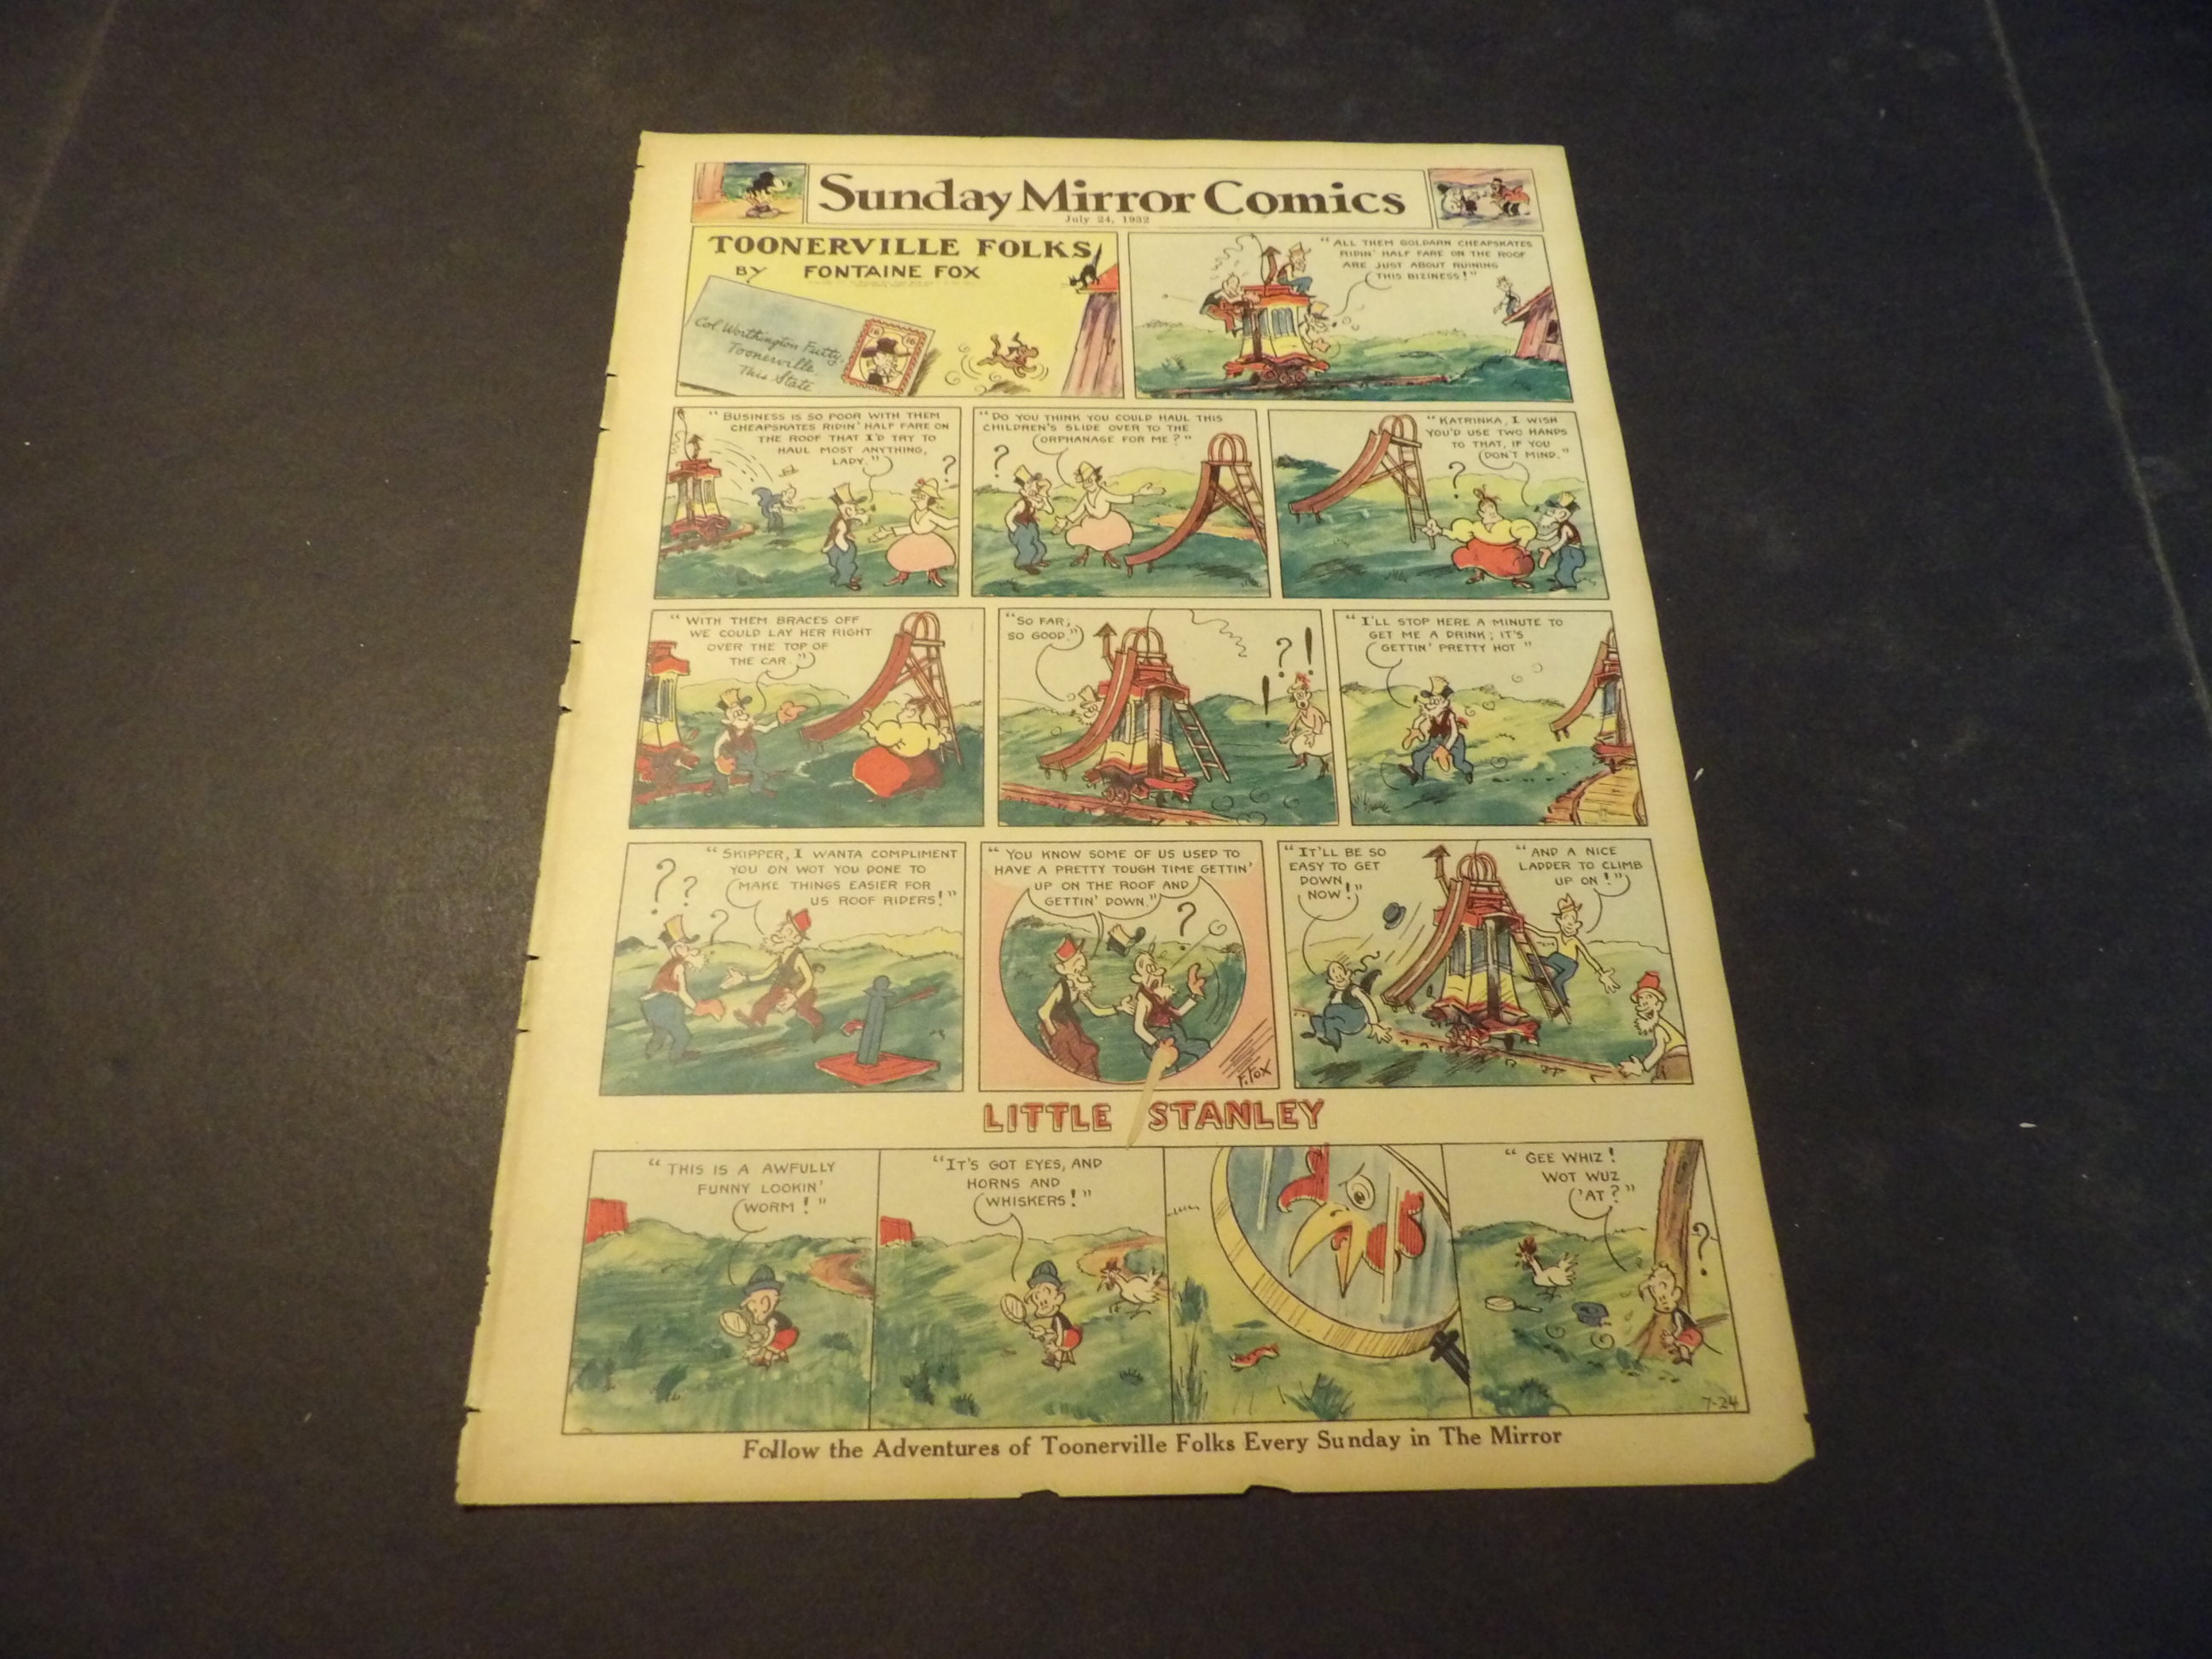 Sunday Mirror Comics
July 24, 1932
TOONERVILLE FOLKS
BY FONTAINE FOX
Col. Worthington Futty,
Toonerville.
This State
16 16
"ALL THEM GOLDARN CHEAPSKATES
RIDIN' HALF FARE ON THE ROOF
ARE JUST ABOUT RUINING
THIS BIZINESS!"
"BUSINESS IS SO POOR WITH THEM
CHEAPSKATES RIDIN' HALF FARE ON
THE ROOF THAT I'D TRY TO
HAUL MOST ANYTHING,
LADY."
?
"DO YOU THINK YOU COULD HAUL THIS
CHILDREN'S SLIDE OVER TO THE
ORPHANAGE FOR ME?"
?
"KATRINKA, I WISH
YOU'D USE TWO HANDS
TO THAT, IF YOU
DON'T MIND."
?
"WITH THEM BRACES OFF
WE COULD LAY HER RIGHT
OVER THE TOP OF
THE CAR."
"SO FAR,
SO GOOD."
! ? !
"I'LL STOP HERE A MINUTE TO
GET ME A DRINK; IT'S
GETTIN' PRETTY HOT"
"SKIPPER, I WANTA COMPLIMENT
YOU ON WOT YOU DONE TO
MAKE THINGS EASIER FOR
US ROOF RIDERS!"
? ? ?
"YOU KNOW SOME OF US USED TO
HAVE A PRETTY TOUGH TIME GETTIN'
UP ON THE ROOF AND
GETTIN' DOWN."
?
F. FOX
"IT'LL BE SO
EASY TO GET
DOWN
NOW!"
"AND A NICE
LADDER TO CLIMB
UP ON!"
LITTLE STANLEY
"THIS IS A AWFULLY
FUNNY LOOKIN'
WORM!"
"IT'S GOT EYES, AND
HORNS AND
WHISKERS!"
"GEE WHIZ!
WOT WUZ
'AT?"
?
7-24
Follow the Adventures of Toonerville Folks Every Sunday in The Mirror